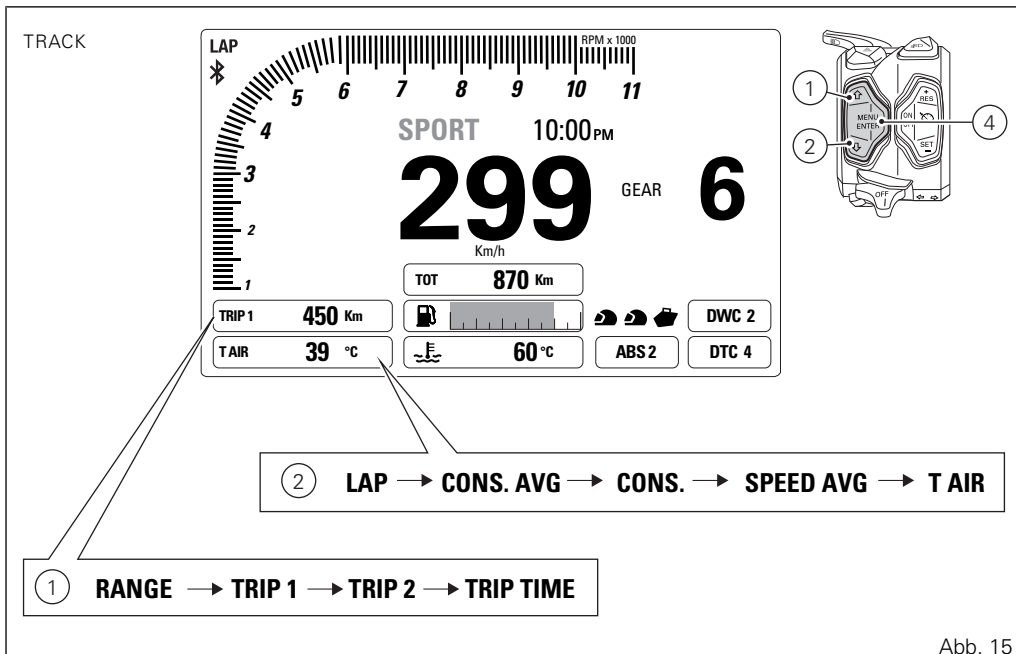 TRACK
LAP
RPM x 1000
1
2
3
4
5
6
7
8
9
10
11
SPORT 10:00 PM
299
Km/h
GEAR 6
TOT 870 Km
TRIP 1 450 Km
DWC 2
T AIR 39 °C
60 °C
ABS 2
DTC 4
1
2
4
MENU
ENTER
+
RES
ON
SET
–
OFF
2 LAP → CONS. AVG → CONS. → SPEED AVG → T AIR
1 RANGE → TRIP 1 → TRIP 2 → TRIP TIME
Abb. 15